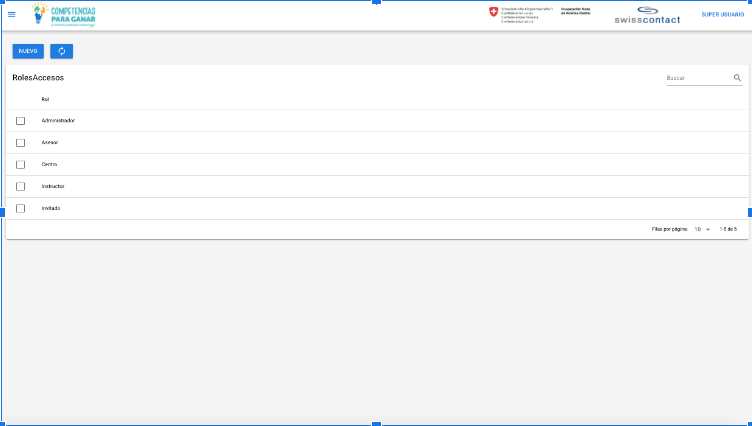 COMPETENCIAS
PARA GANAR
Schweizerische Eidgenossenschaft
Confédération suisse
Confederazione Svizzera
Confederaziun svizra
Cooperación Suiza
en América Central
swisscontact
SUPER USUARIO
NUEVO
RolesAccesos
Buscar
Rol
Administrador
Asesor
Centro
Instructor
Invitado
Filas por página: 10 1-5 de 5